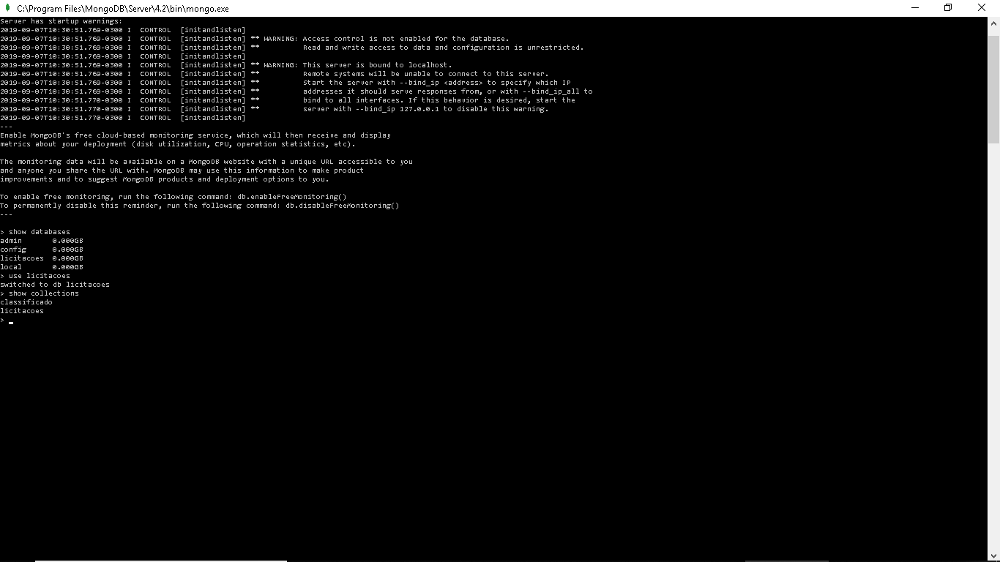 C:\Program Files\MongoDB\Server\4.2\bin\mongo.exe
Server has startup warnings:
2019-09-07T10:30:51.769-0300 I  CONTROL  [initandlisten]
2019-09-07T10:30:51.769-0300 I  CONTROL  [initandlisten] ** WARNING: Access control is not enabled for the database.
2019-09-07T10:30:51.769-0300 I  CONTROL  [initandlisten] **          Read and write access to data and configuration is unrestricted.
2019-09-07T10:30:51.769-0300 I  CONTROL  [initandlisten]
2019-09-07T10:30:51.769-0300 I  CONTROL  [initandlisten] ** WARNING: This server is bound to localhost.
2019-09-07T10:30:51.769-0300 I  CONTROL  [initandlisten] **          Remote systems will be unable to connect to this server.
2019-09-07T10:30:51.769-0300 I  CONTROL  [initandlisten] **          Start the server with --bind_ip <address> to specify which IP
2019-09-07T10:30:51.769-0300 I  CONTROL  [initandlisten] **          addresses it should serve responses from, or with --bind_ip_all to
2019-09-07T10:30:51.770-0300 I  CONTROL  [initandlisten] **          bind to all interfaces. If this behavior is desired, start the
2019-09-07T10:30:51.770-0300 I  CONTROL  [initandlisten] **          server with --bind_ip 127.0.0.1 to disable this warning.
2019-09-07T10:30:51.770-0300 I  CONTROL  [initandlisten]
---
Enable MongoDB's free cloud-based monitoring service, which will then receive and display
metrics about your deployment (disk utilization, CPU, operation statistics, etc).
The monitoring data will be available on a MongoDB website with a unique URL accessible to you
and anyone you share the URL with. MongoDB may use this information to make product
improvements and to suggest MongoDB products and deployment options to you.
To enable free monitoring, run the following command: db.enableFreeMonitoring()
To permanently disable this reminder, run the following command: db.disableFreeMonitoring()
---
> show databases
admin       0.000GB
config      0.000GB
licitacoes  0.000GB
local       0.000GB
> use licitacoes
switched to db licitacoes
> show collections
classificado
licitacoes
> _